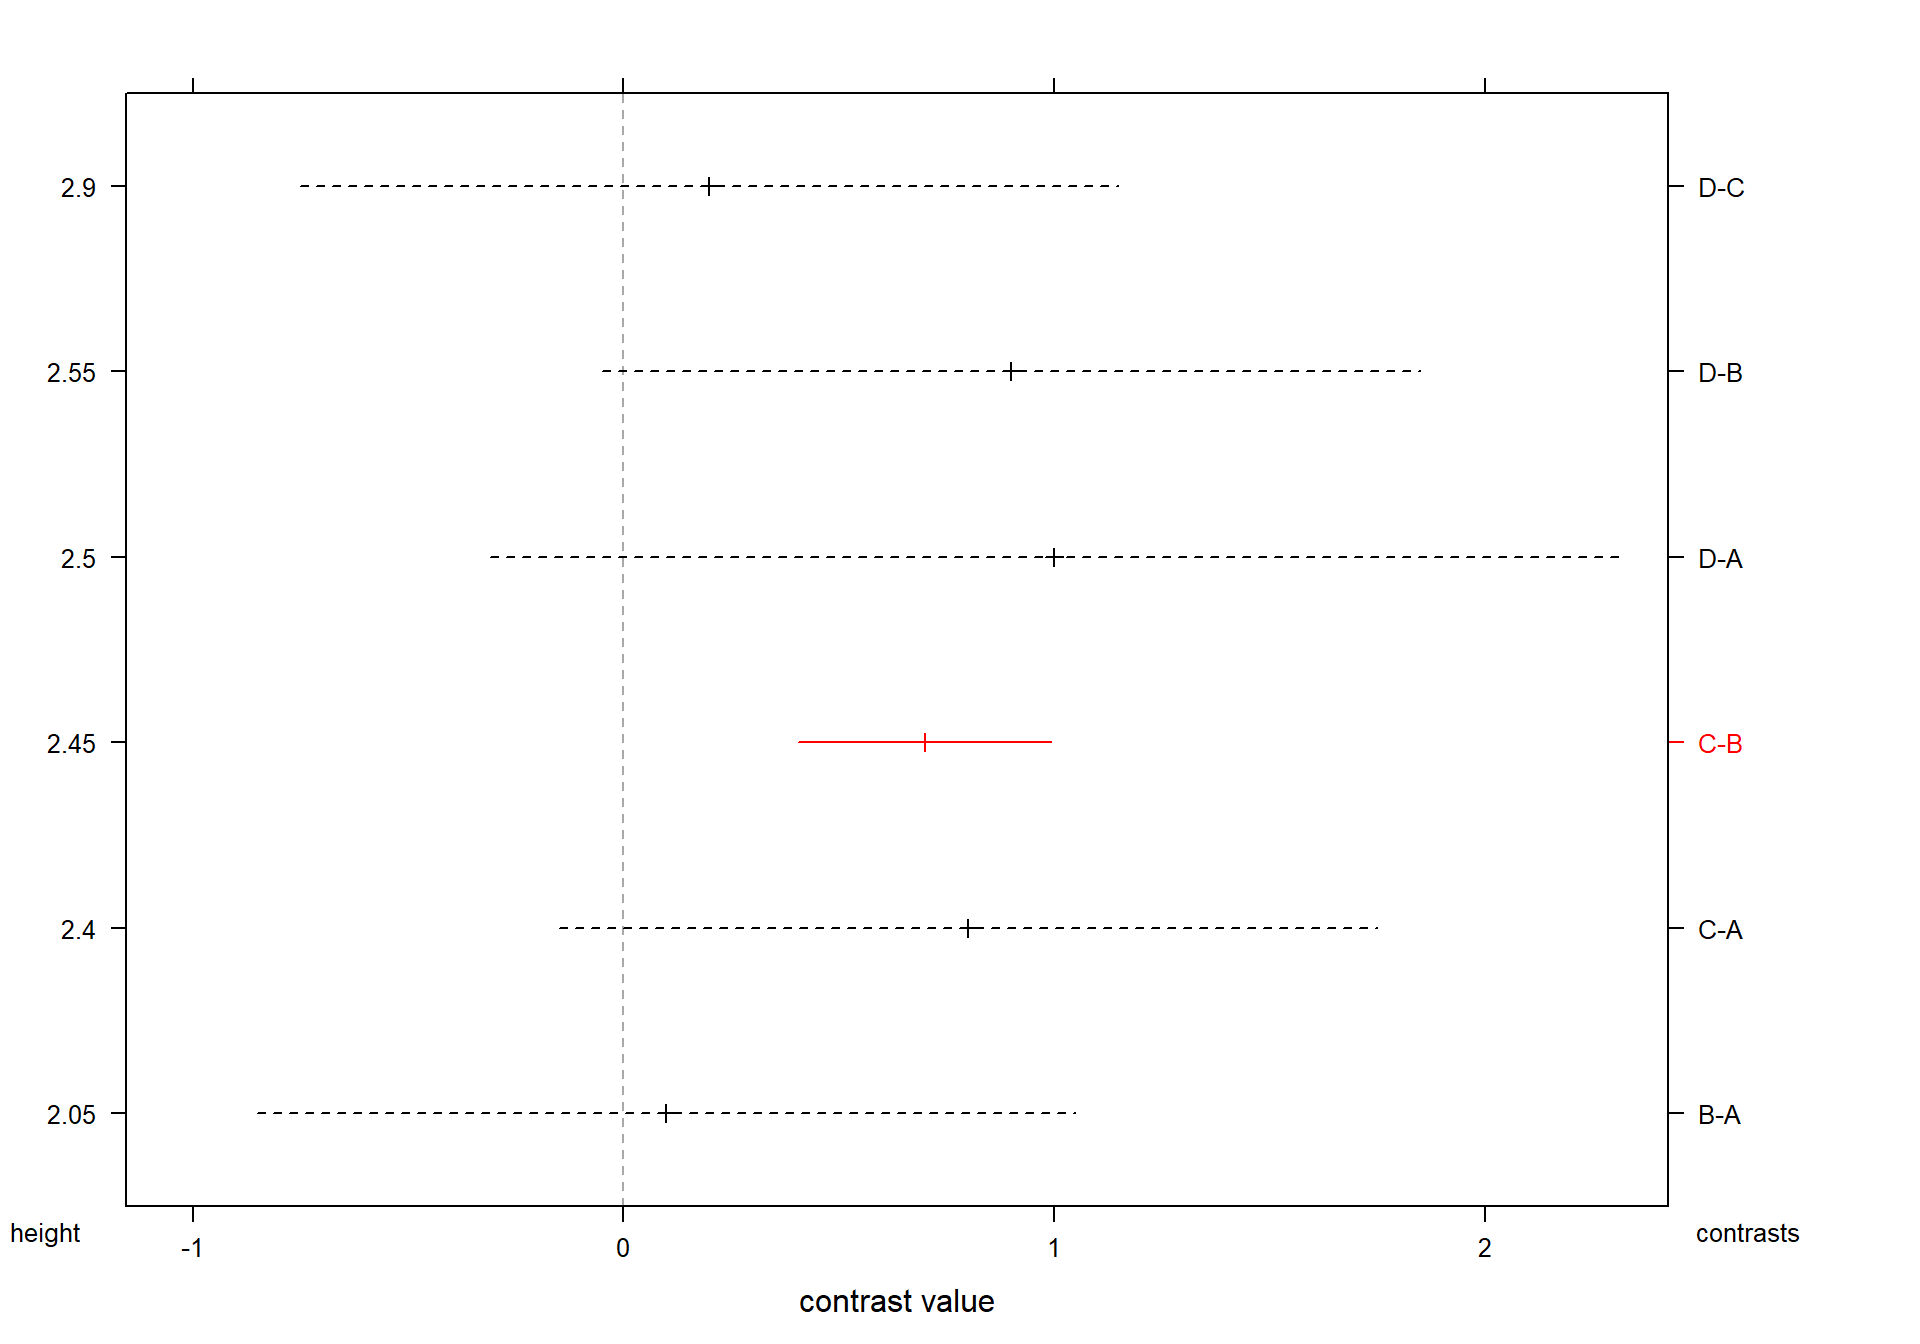 2.9 D-C
2.55 D-B
2.5 D-A
2.45 C-B
2.4 C-A
2.05 B-A
height contrasts
-1 0 1 2
contrast value